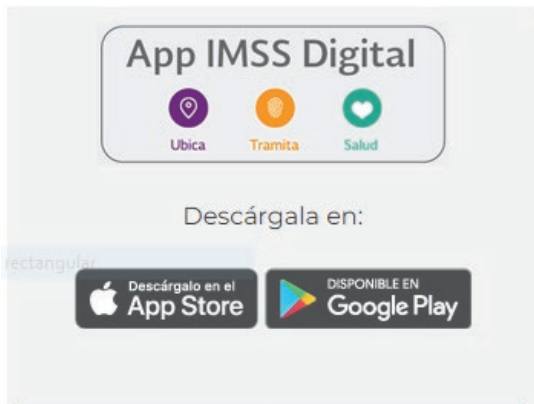 App IMSS Digital
Ubica Tramita Salud
Descárgala en:
rectangular
Descárgalo en el
App Store
DISPONIBLE EN
Google Play